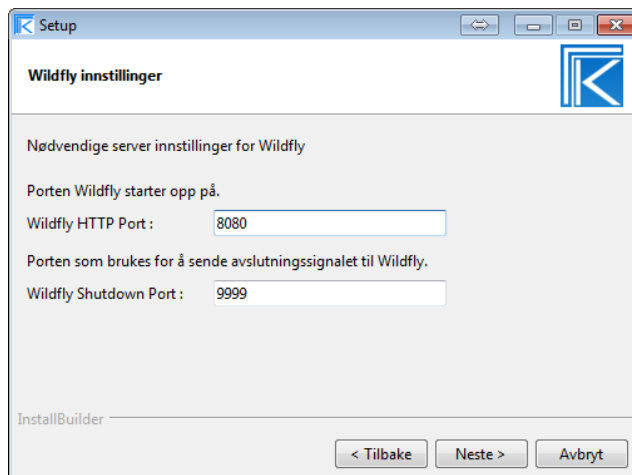 Setup
Wildfly innstillinger
Nødvendige server innstillinger for Wildfly
Porten Wildfly starter opp på.
Wildfly HTTP Port : 8080
Porten som brukes for å sende avslutningssignalet til Wildfly.
Wildfly Shutdown Port : 9999
InstallBuilder
< Tilbake Neste > Avbryt